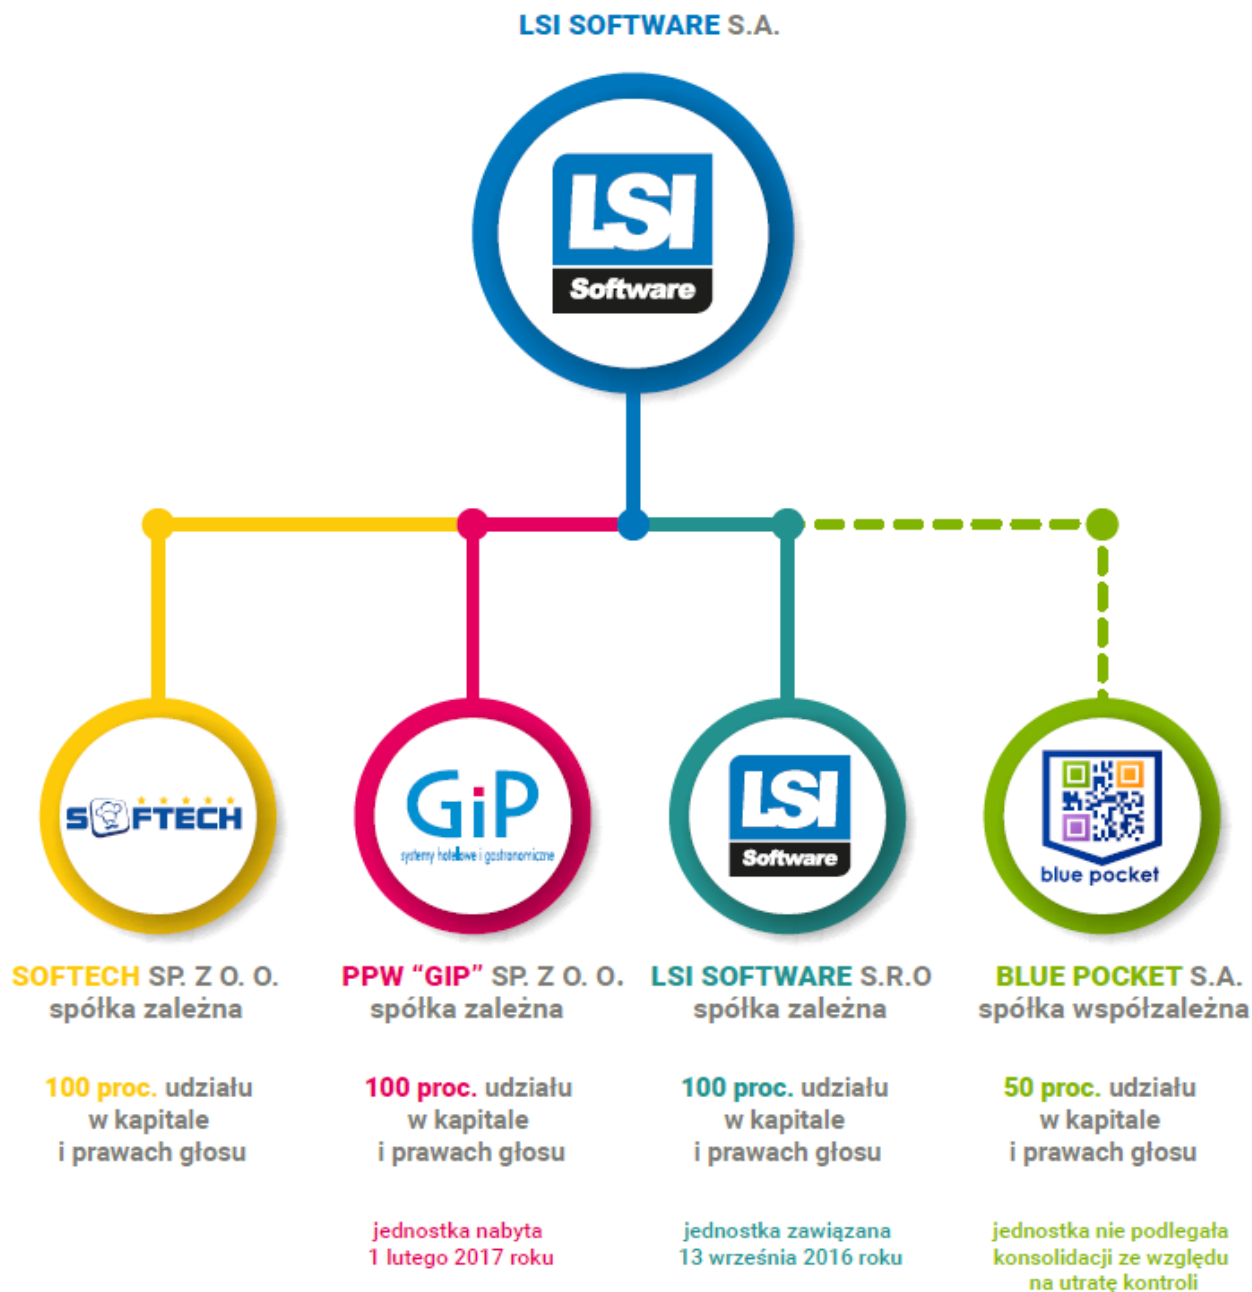 LSI SOFTWARE S.A.
LSI
Software
SOFTECH
GiP
systemy hotelowe i gastronomiczne
LSI
Software
blue pocket
SOFTECH SP. Z O. O.
spółka zależna
100 proc. udziału
w kapitale
i prawach głosu
PPW “GIP” SP. Z O. O.
spółka zależna
100 proc. udziału
w kapitale
i prawach głosu
jednostka nabyta
1 lutego 2017 roku
LSI SOFTWARE S.R.O
spółka zależna
100 proc. udziału
w kapitale
i prawach głosu
jednostka zawiązana
13 września 2016 roku
BLUE POCKET S.A.
spółka współzależna
50 proc. udziału
w kapitale
i prawach głosu
jednostka nie podlegała
konsolidacji ze względu
na utratę kontroli